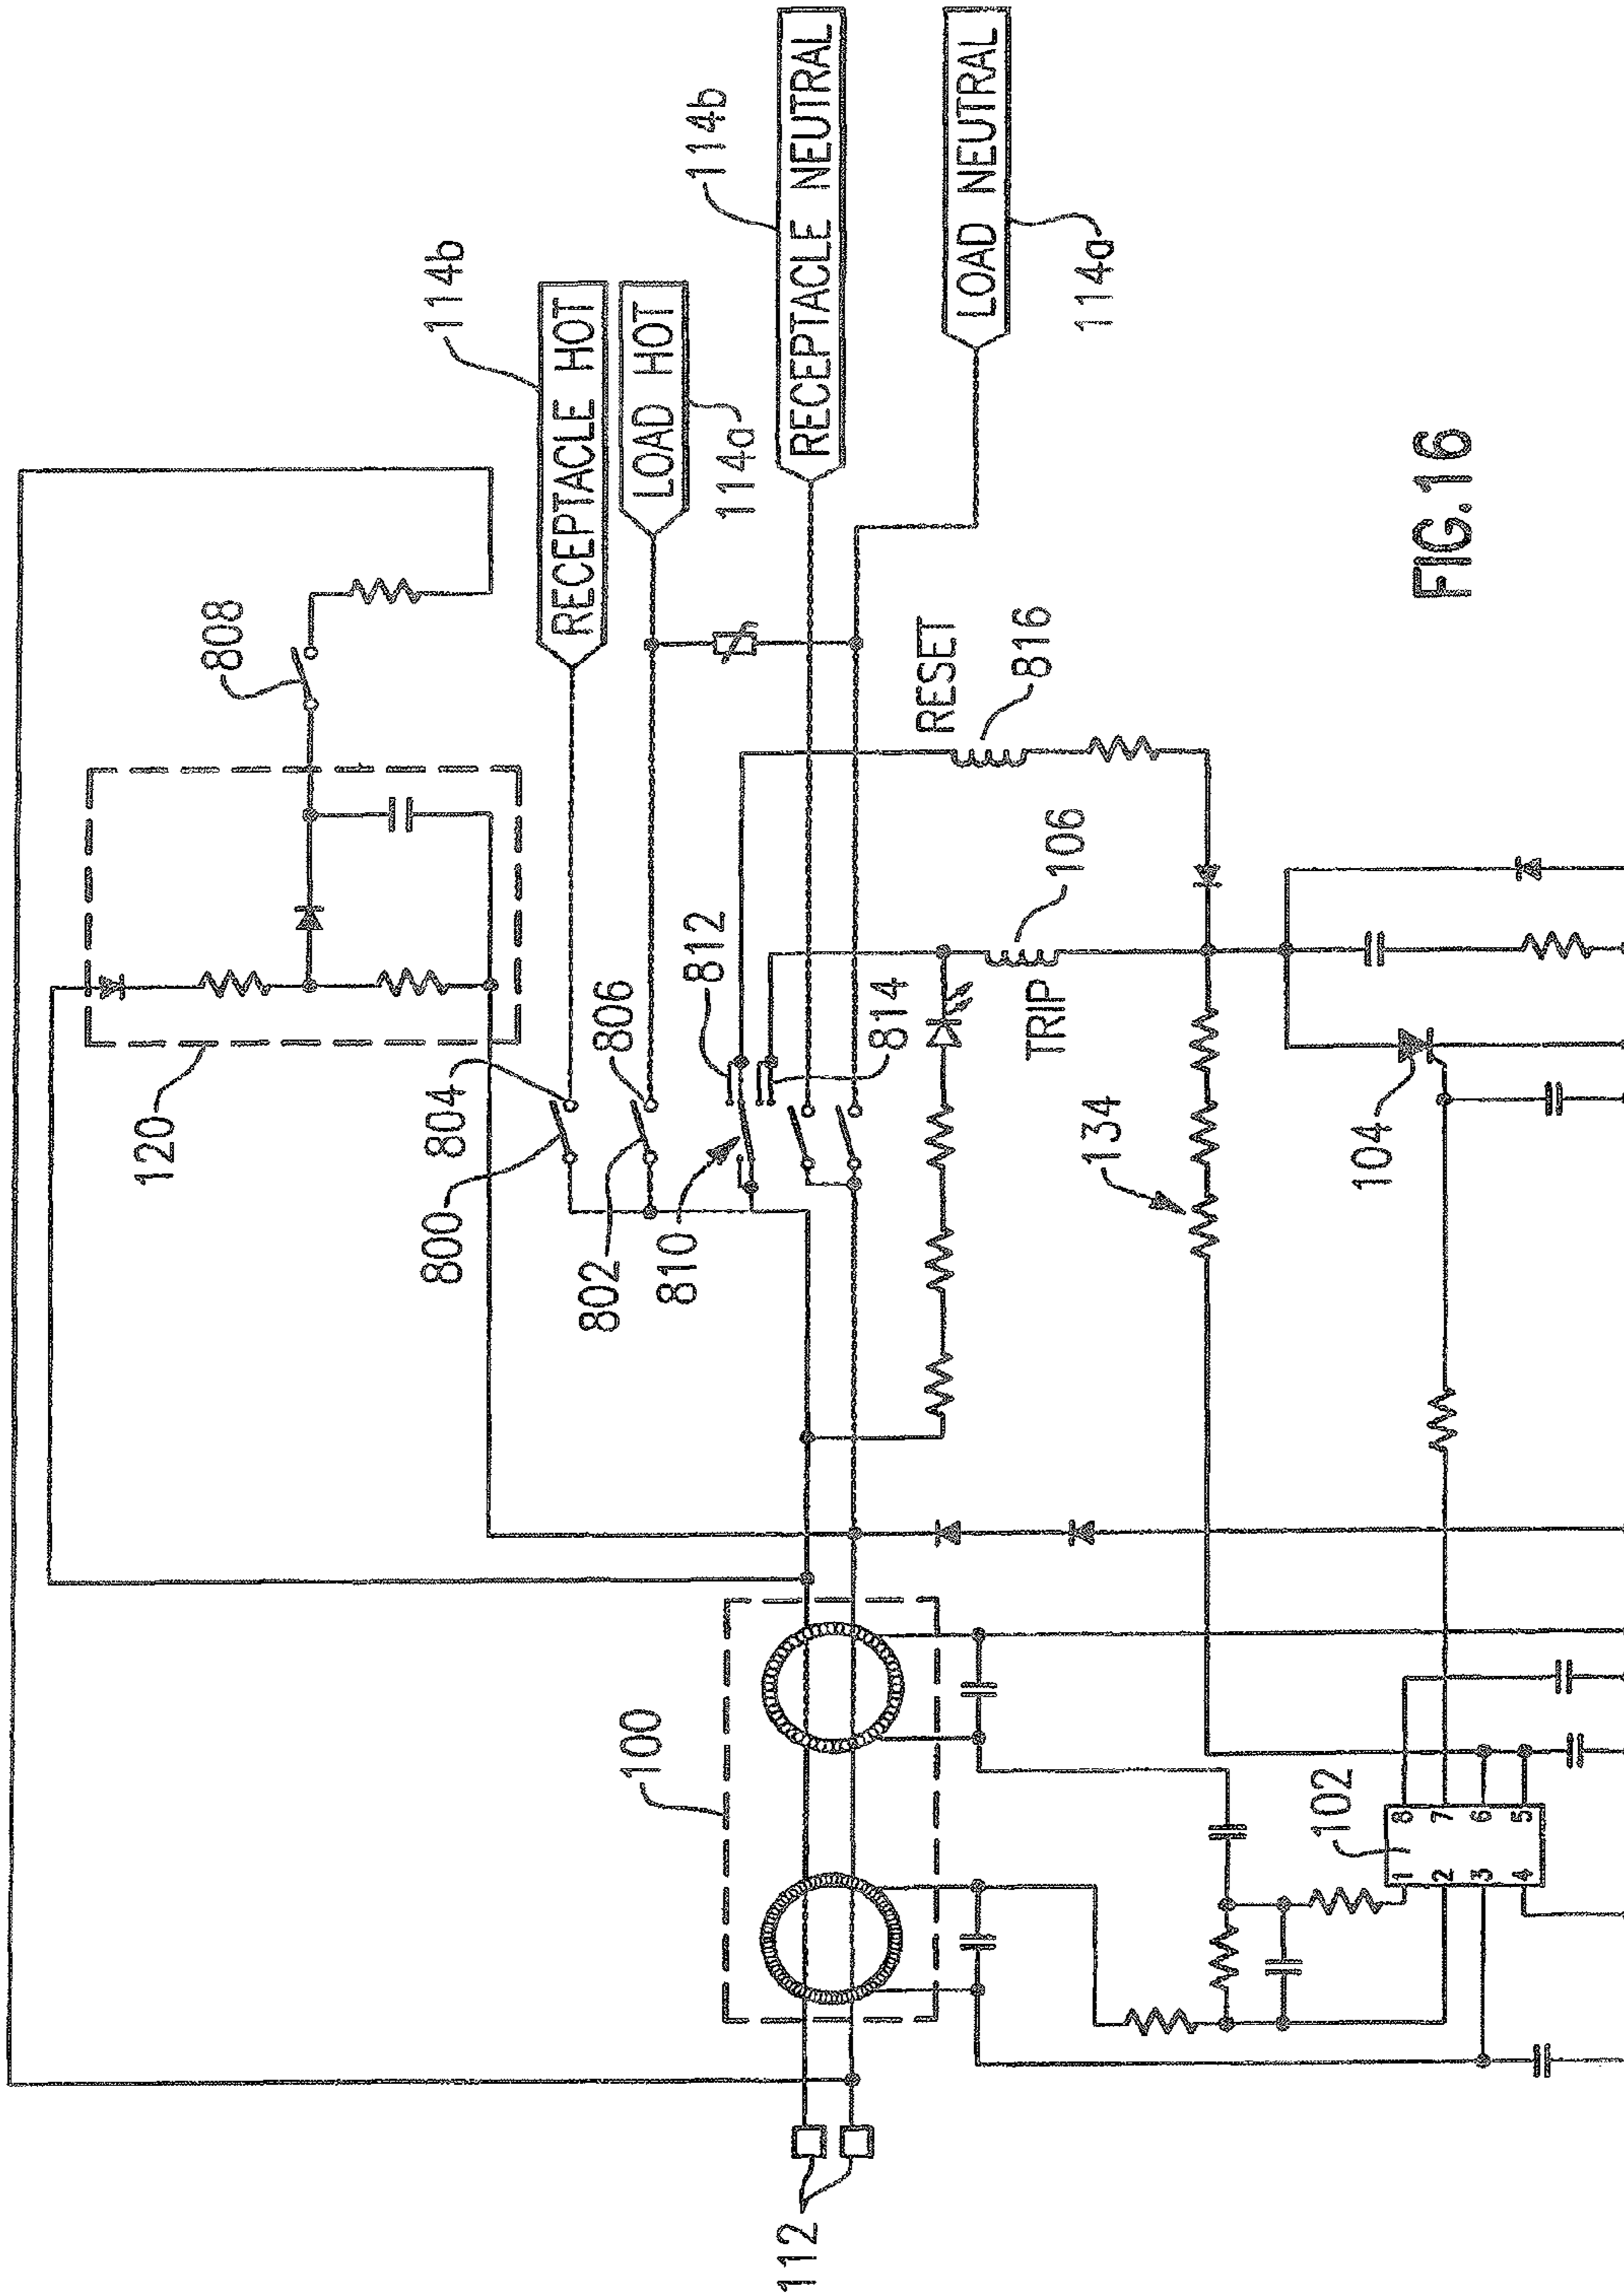 120
808
804
800
806
802
810
812
814
114b
RECEPTACLE HOT
LOAD HOT
114a
114b
RECEPTACLE NEUTRAL
LOAD NEUTRAL
114a
RESET
816
TRIP
106
134
104
100
102
1
2
3
4
8
7
6
5
112
FIG.16